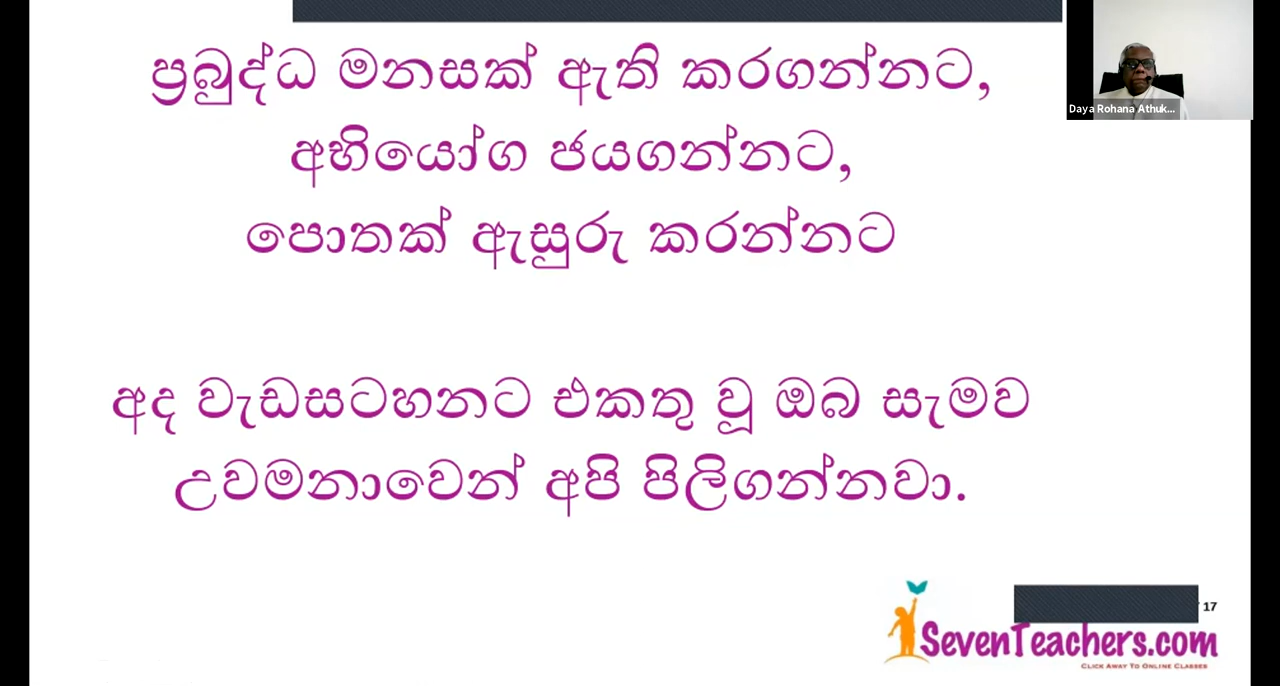 ප්‍රබුද්ධ මනසක් ඇති කරගන්නට,
අභියෝග ජයගන්නට,
පොතක් ඇසුරු කරන්නට
අද වැඩසටහනට එකතු වූ ඔබ සැමට
උවමනාවෙන් අපි පිලිගන්නවා.
Daya Rohana Athuk...
17
SevenTeachers.com
Click Away To Online Classes